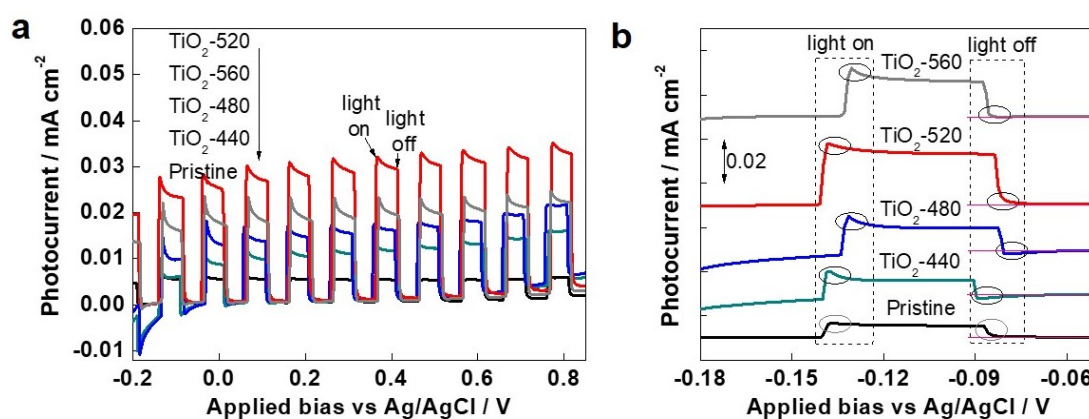 a
Photocurrent / mA cm⁻²
0.06
0.05
0.04
0.03
0.02
0.01
0.00
-0.01
TiO₂-520
TiO₂-560
TiO₂-480
TiO₂-440
Pristine
light on
light off
-0.2 0.0 0.2 0.4 0.6 0.8
Applied bias vs Ag/AgCl / V
b
Photocurrent / mA cm⁻²
light on
light off
TiO₂-560
TiO₂-520
0.02
TiO₂-480
TiO₂-440
Pristine
-0.18 -0.15 -0.12 -0.09 -0.06
Applied bias vs Ag/AgCl / V